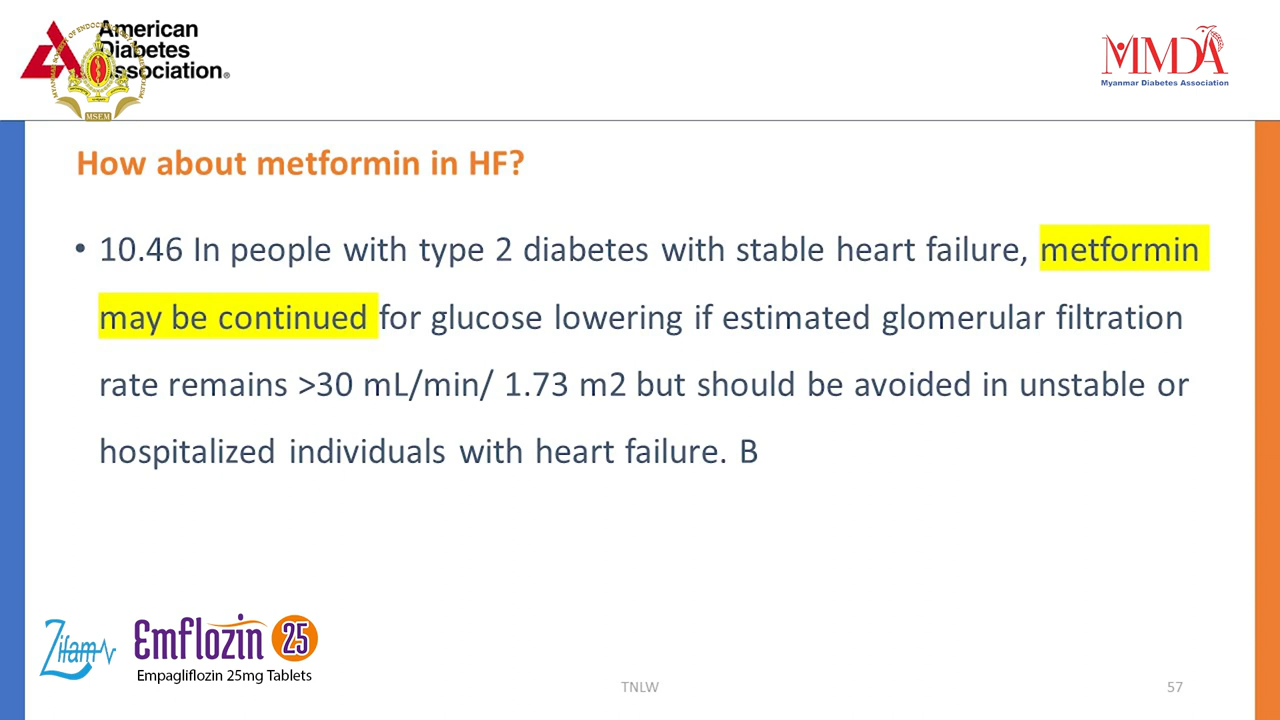 American
Diabetes
Association®
MSEM
MMDA
Myanmar Diabetes Association
How about metformin in HF?
• 10.46 In people with type 2 diabetes with stable heart failure, metformin
may be continued for glucose lowering if estimated glomerular filtration
rate remains >30 mL/min/ 1.73 m2 but should be avoided in unstable or
hospitalized individuals with heart failure. B
Zifam
Emflozin 25
Empagliflozin 25mg Tablets
TNLW
57